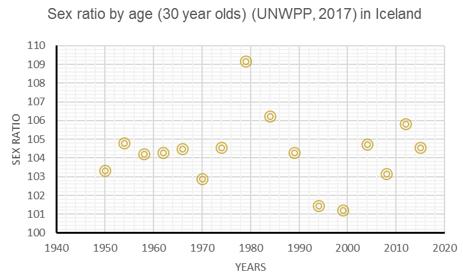 Sex ratio by age (30 year olds) (UNWPP, 2017) in Iceland
110
109
108
107
106
105
104
103
102
101
100
SEX RATIO
1940 1950 1960 1970 1980 1990 2000 2010 2020
YEARS